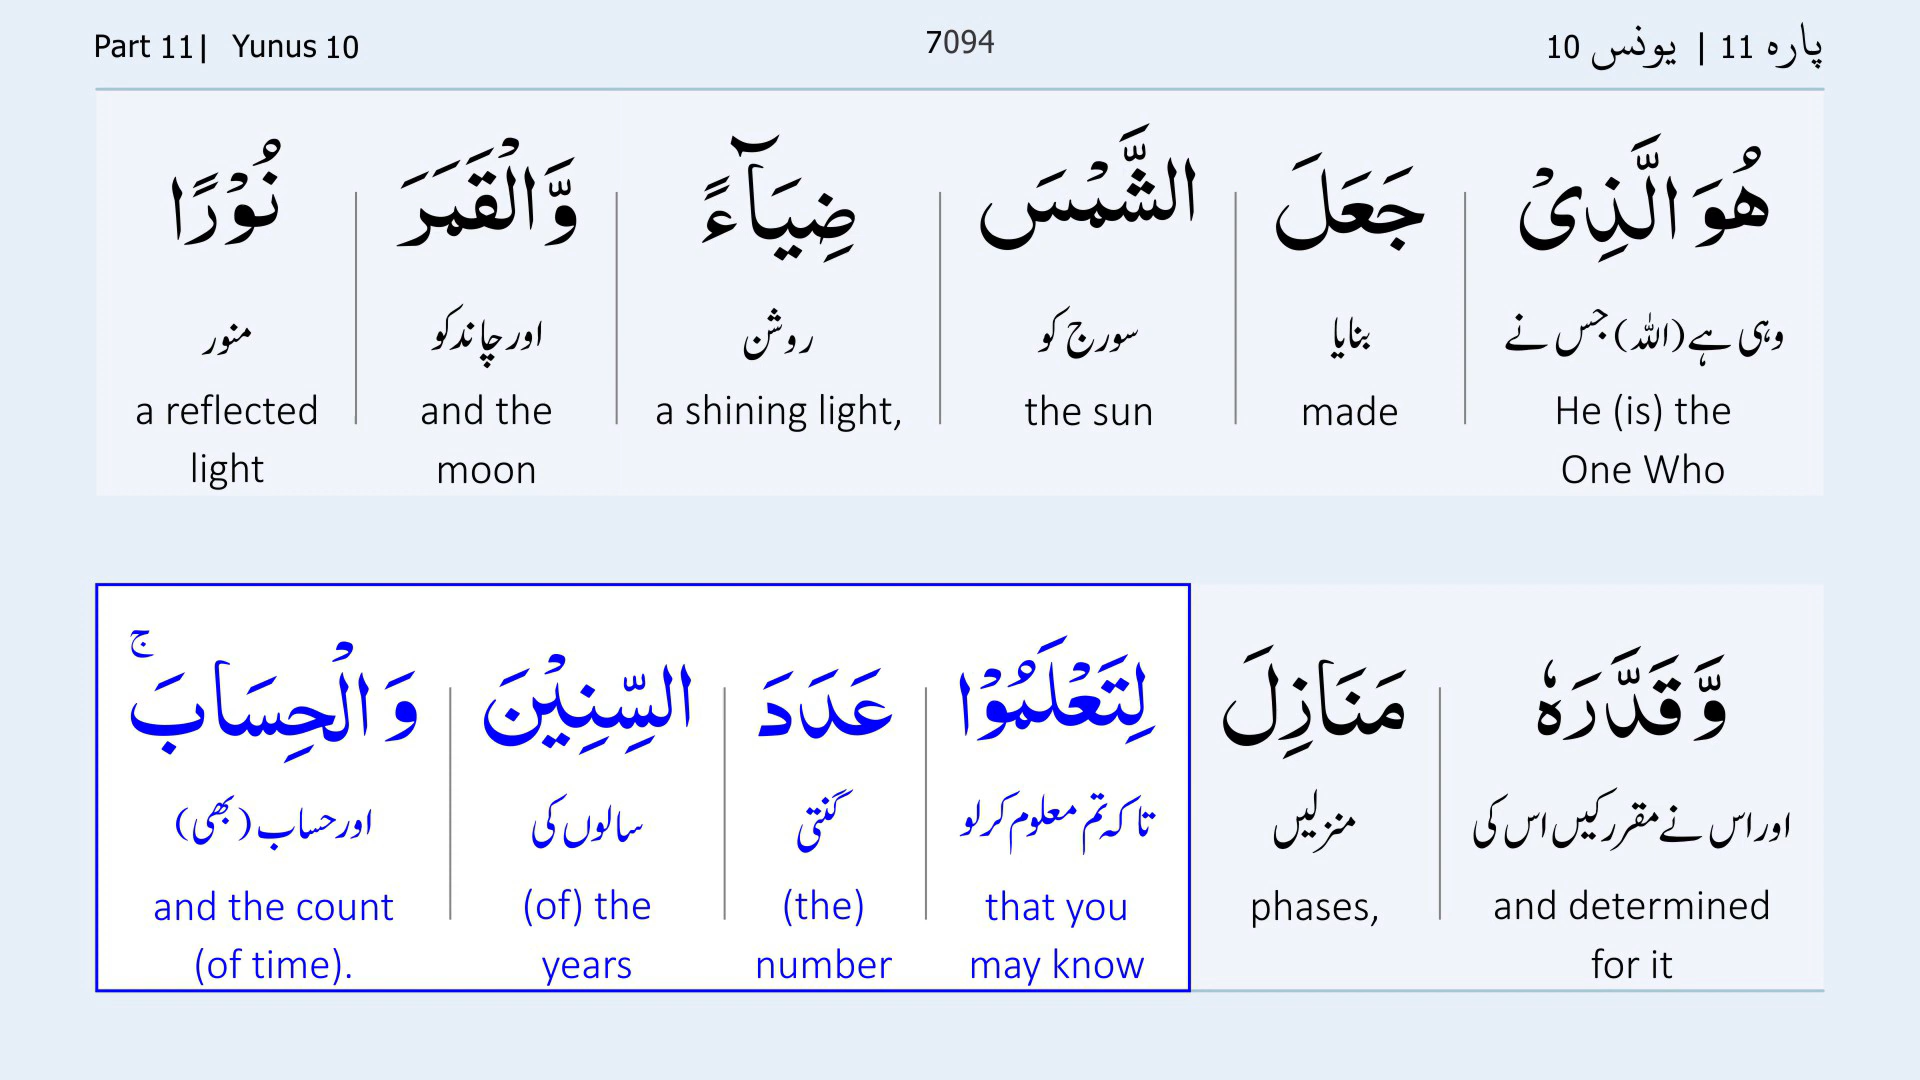 Part 11 | Yunus 10
7094
پارہ 11 | یونس 10
هُوَ الَّذِیْ جَعَلَ الشَّمْسَ ضِیَآءً وَّالْقَمَرَ نُوْرًا
وہی ہے (اللہ) جس نے بنایا سورج کو روشن اور چاند کو منور
He (is) the made the sun a shining light, and the a reflected
One Who moon light
وَّ قَدَّرَهٗ مَنَازِلَ لِتَعْلَمُوْا عَدَدَ السِّنِیْنَ وَ الْحِسَابَ ۚ
اور اس نے مقرر کیں اس کی منزلیں تاکہ تم معلوم کر لو گنتی سالوں کی اور حساب (بھی)
and determined phases, that you (the) (of) the and the count
for it may know number years (of time).